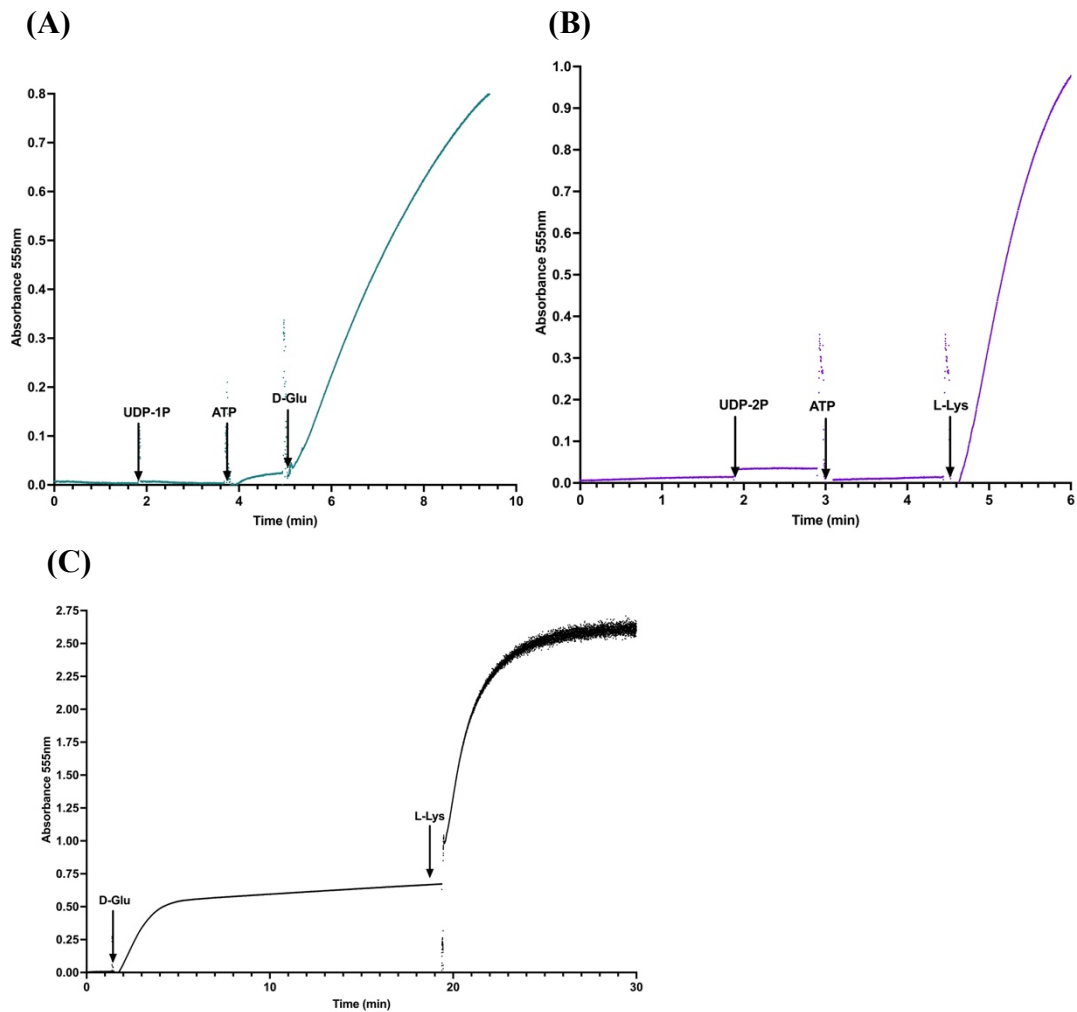 (A)
(B)
0.8
0.7
0.6
0.5
0.4
0.3
0.2
0.1
0.0
Absorbance 555nm
UDP-1P
ATP
D-Glu
0 2 4 6 8 10
Time (min)
1.0
0.9
0.8
0.7
0.6
0.5
0.4
0.3
0.2
0.1
0.0
Absorbance 555nm
UDP-2P
ATP
L-Lys
0 1 2 3 4 5 6
Time (min)
(C)
2.75
2.50
2.25
2.00
1.75
1.50
1.25
1.00
0.75
0.50
0.25
0.00
Absorbance 555nm
D-Glu
L-Lys
0 10 20 30
Time (min)